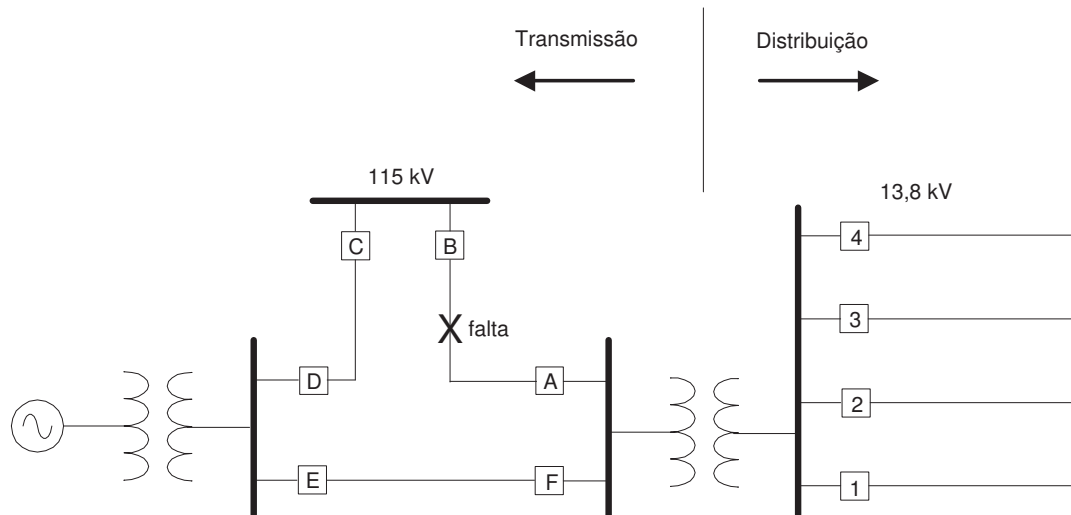 Transmissão
Distribuição
115 kV
13,8 kV
C
B
4
falta
3
D
A
2
E
F
1